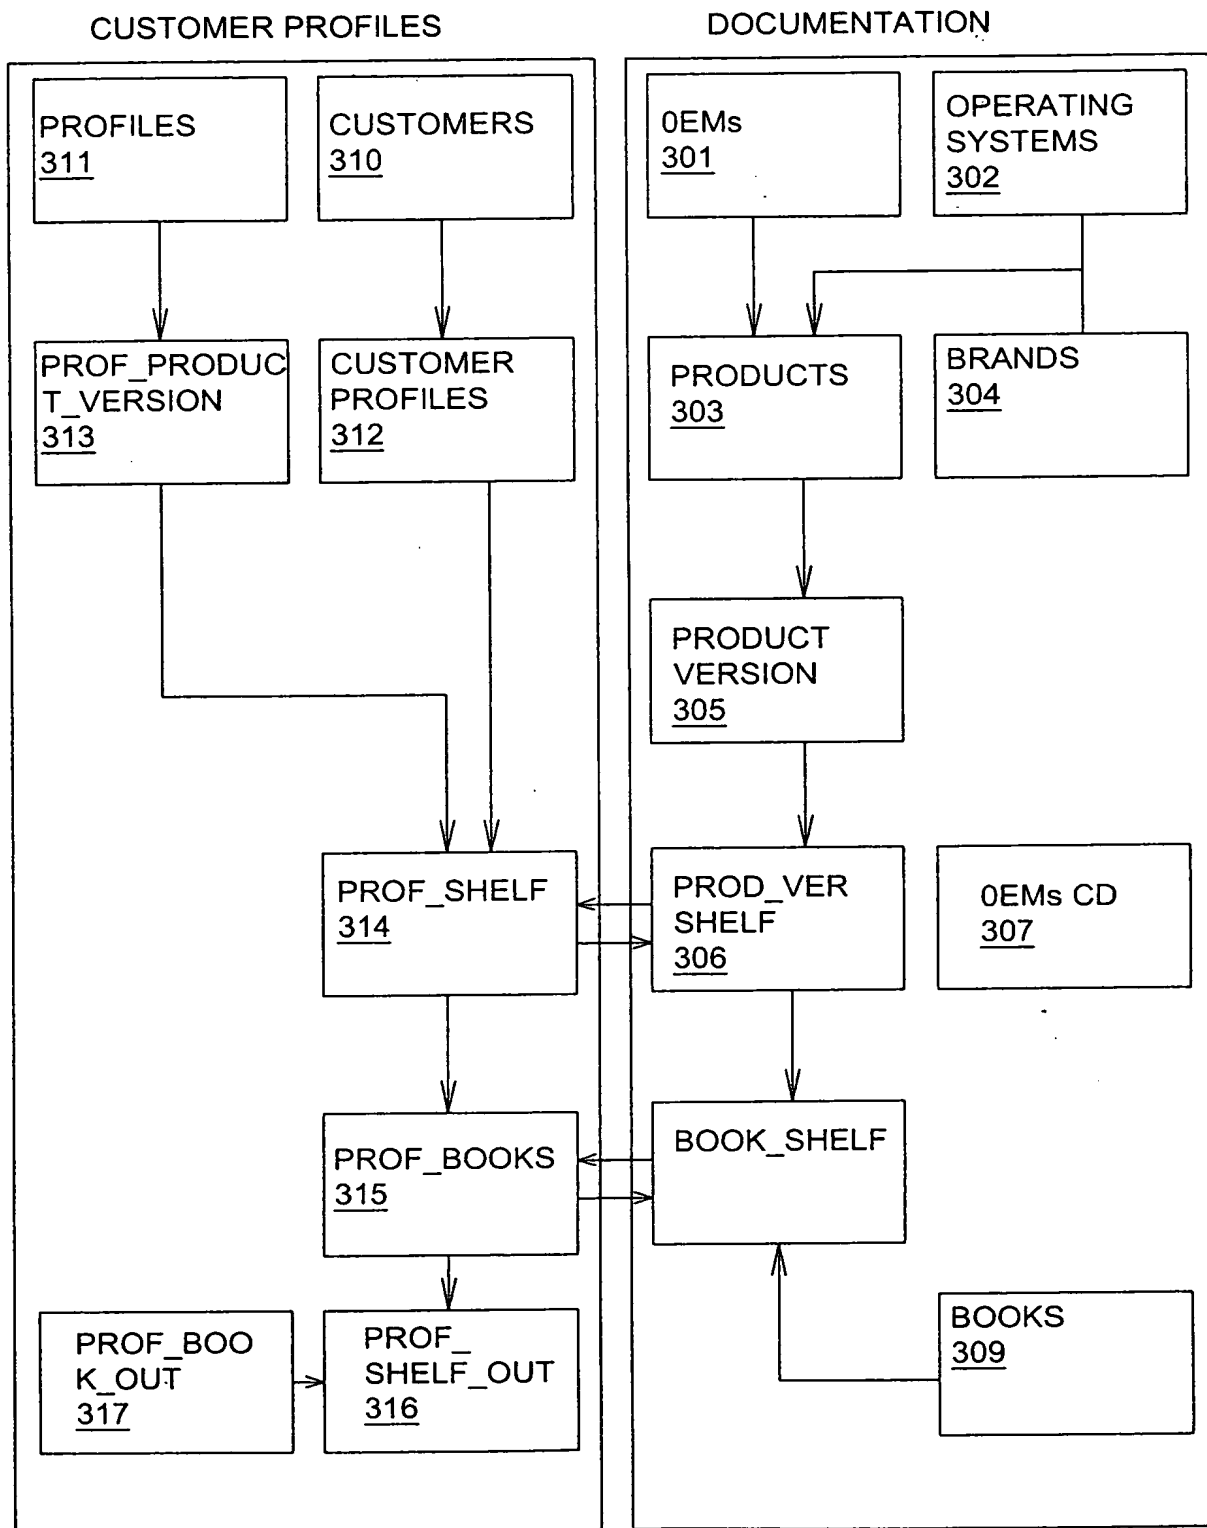 CUSTOMER PROFILES
DOCUMENTATION
PROFILES
311
CUSTOMERS
310
0EMs
301
OPERATING
SYSTEMS
302
PROF_PRODUC
T_VERSION
313
CUSTOMER
PROFILES
312
PRODUCTS
303
BRANDS
304
PRODUCT
VERSION
305
PROF_SHELF
314
PROD_VER
SHELF
306
0EMs CD
307
PROF_BOOKS
315
BOOK_SHELF
PROF_BOO
K_OUT
317
PROF_
SHELF_OUT
316
BOOKS
309